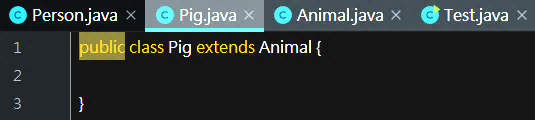 Person.java Pig.java Animal.java Test.java
1 public class Pig extends Animal {
2
3 }